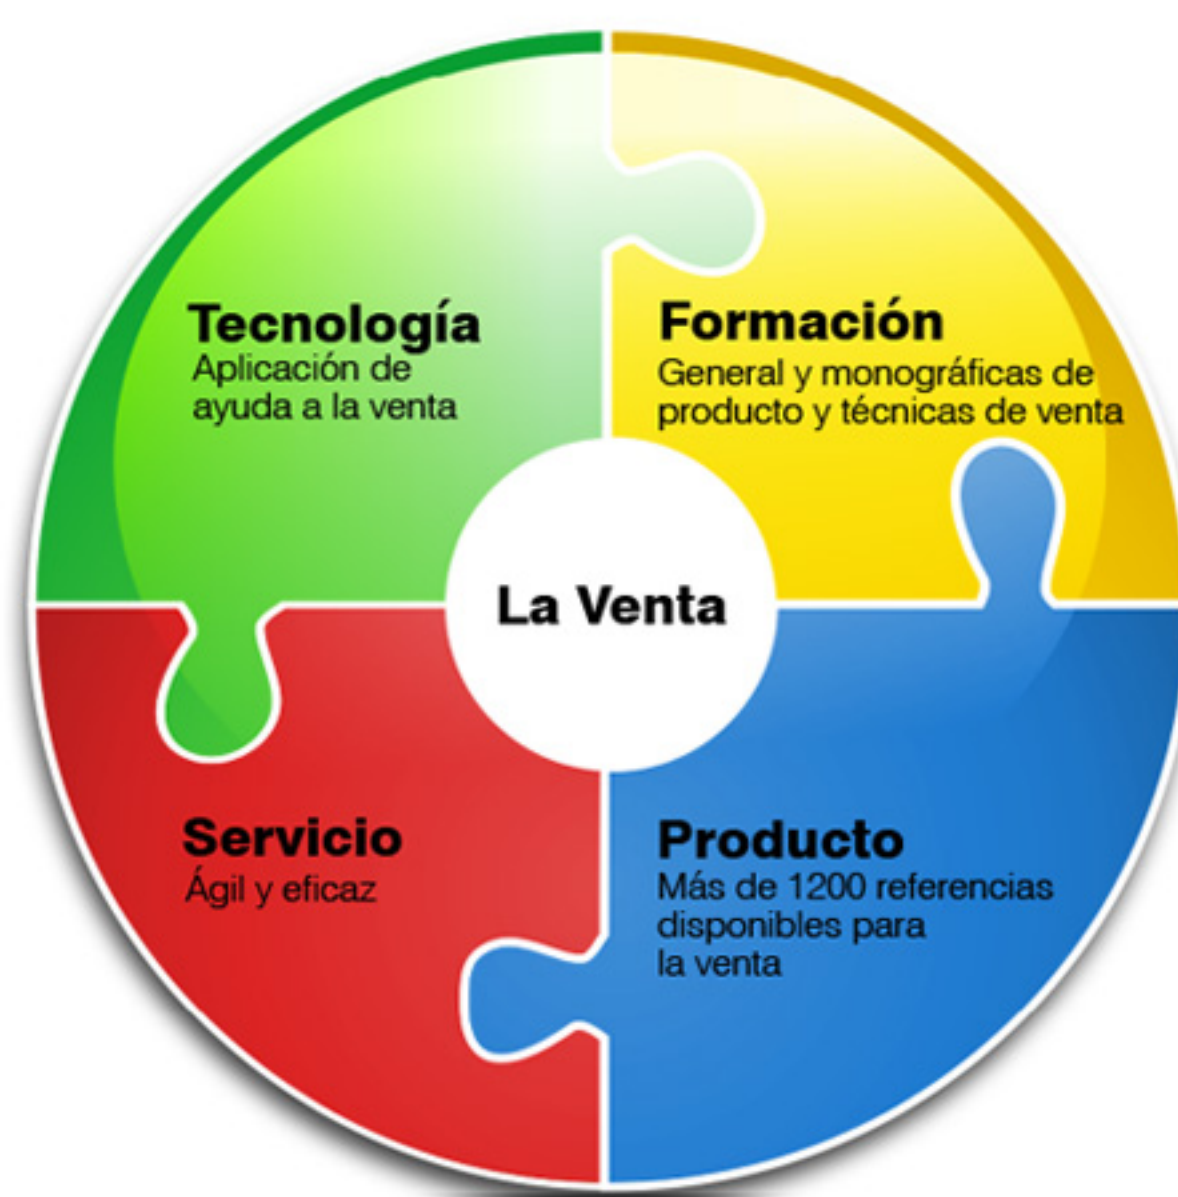 Tecnología
Aplicación de
ayuda a la venta
Formación
General y monográficas de
producto y técnicas de venta
La Venta
Servicio
Ágil y eficaz
Producto
Más de 1200 referencias
disponibles para
la venta